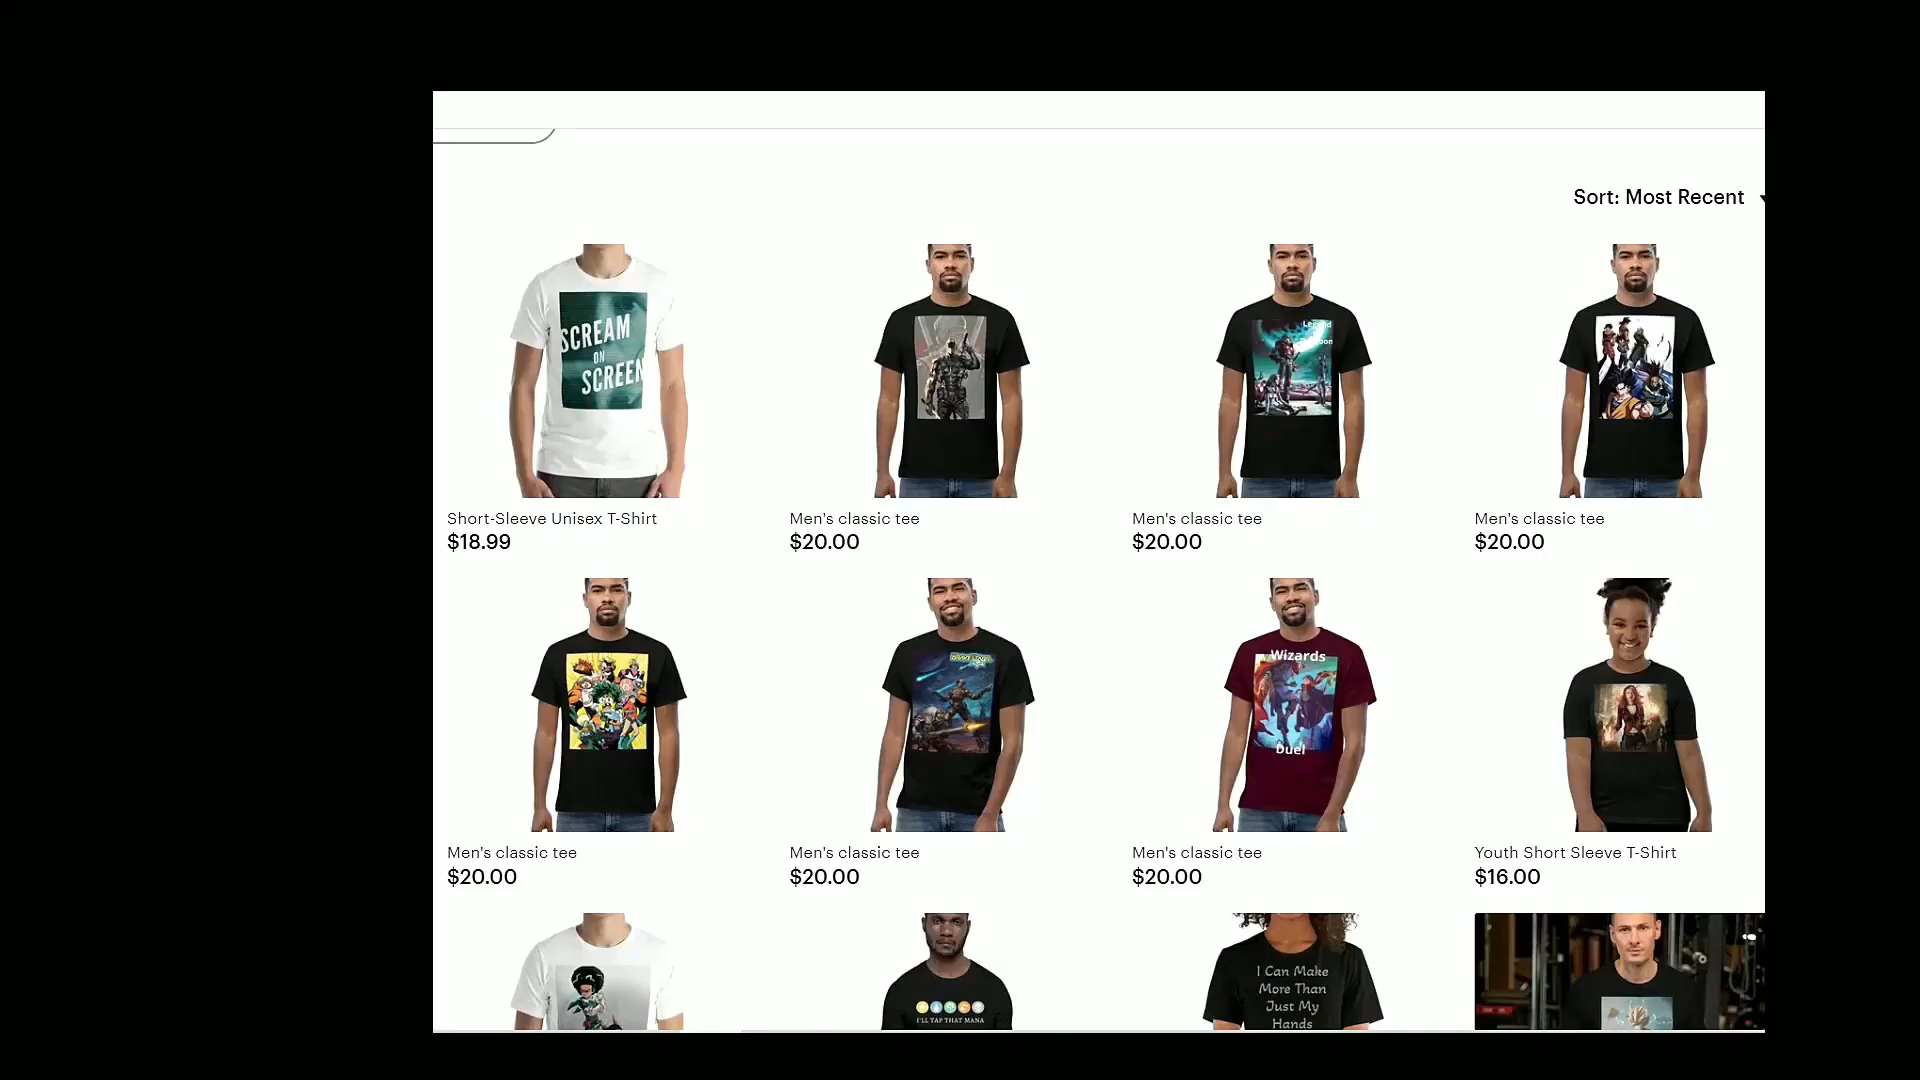 Sort: Most Recent
SCREAM
ON
SCREEN
Short-Sleeve Unisex T-Shirt
$18.99
Men's classic tee
$20.00
Men's classic tee
$20.00
Men's classic tee
$20.00
Men's classic tee
$20.00
Men's classic tee
$20.00
Wizards
Duel
Men's classic tee
$20.00
Youth Short Sleeve T-Shirt
$16.00
I'LL TAP THAT MANA
I Can Make
More Than
Just My
Hands